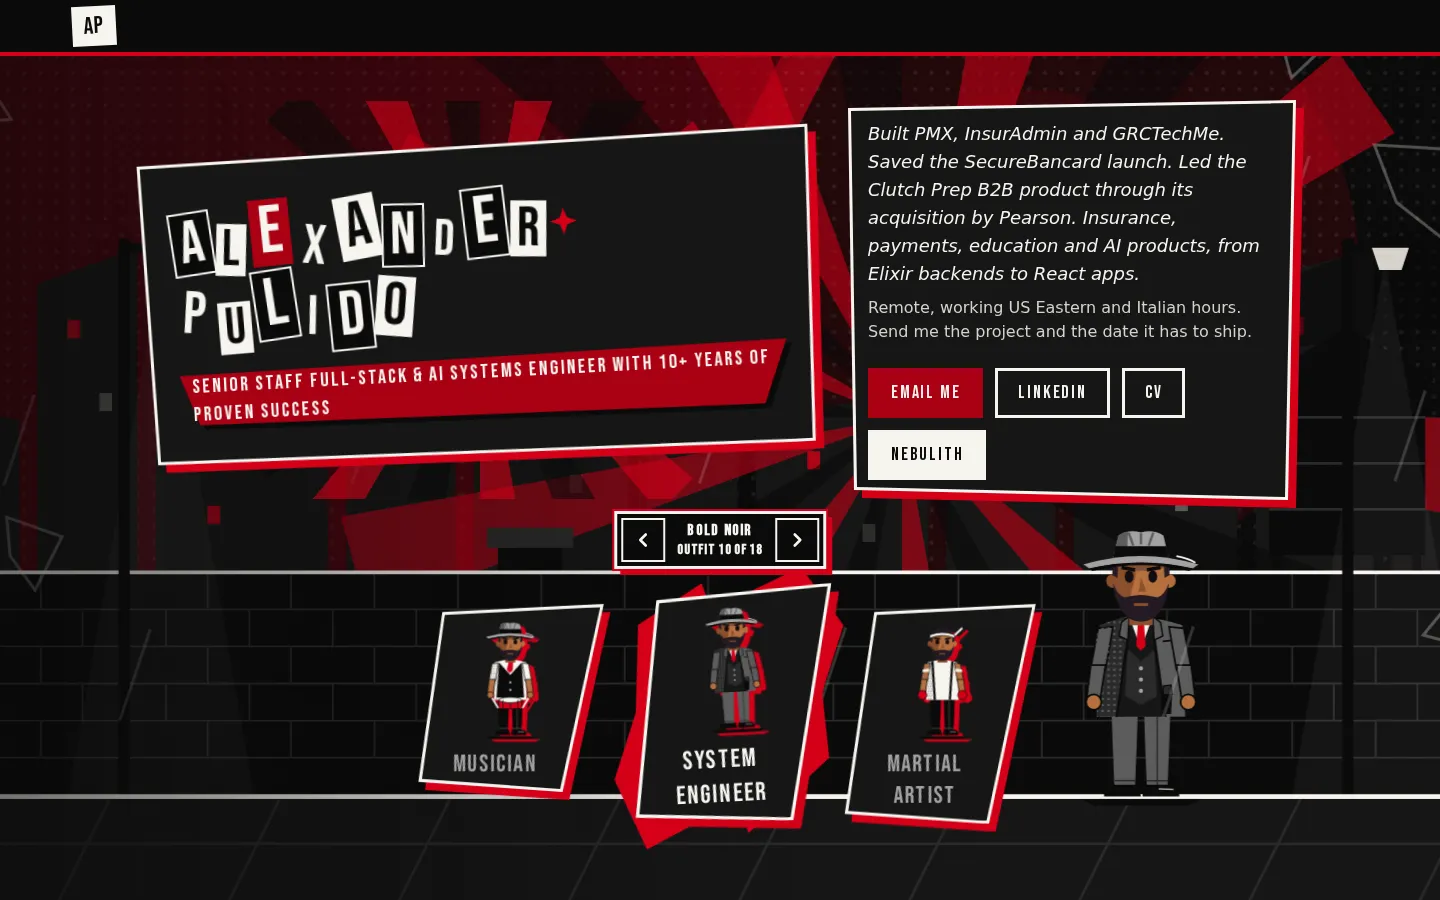 AP
ALEXANDER
PULIDO
SENIOR STAFF FULL-STACK & AI SYSTEMS ENGINEER WITH 10+ YEARS OF
PROVEN SUCCESS
Built PMX, InsurAdmin and GRCTechMe.
Saved the SecureBancard launch. Led the
Clutch Prep B2B product through its
acquisition by Pearson. Insurance,
payments, education and AI products, from
Elixir backends to React apps.
Remote, working US Eastern and Italian hours.
Send me the project and the date it has to ship.
EMAIL ME
LINKEDIN
CV
NEBULITH
BOLD NOIR
OUTFIT 10 OF 18
MUSICIAN
SYSTEM
ENGINEER
MARTIAL
ARTIST